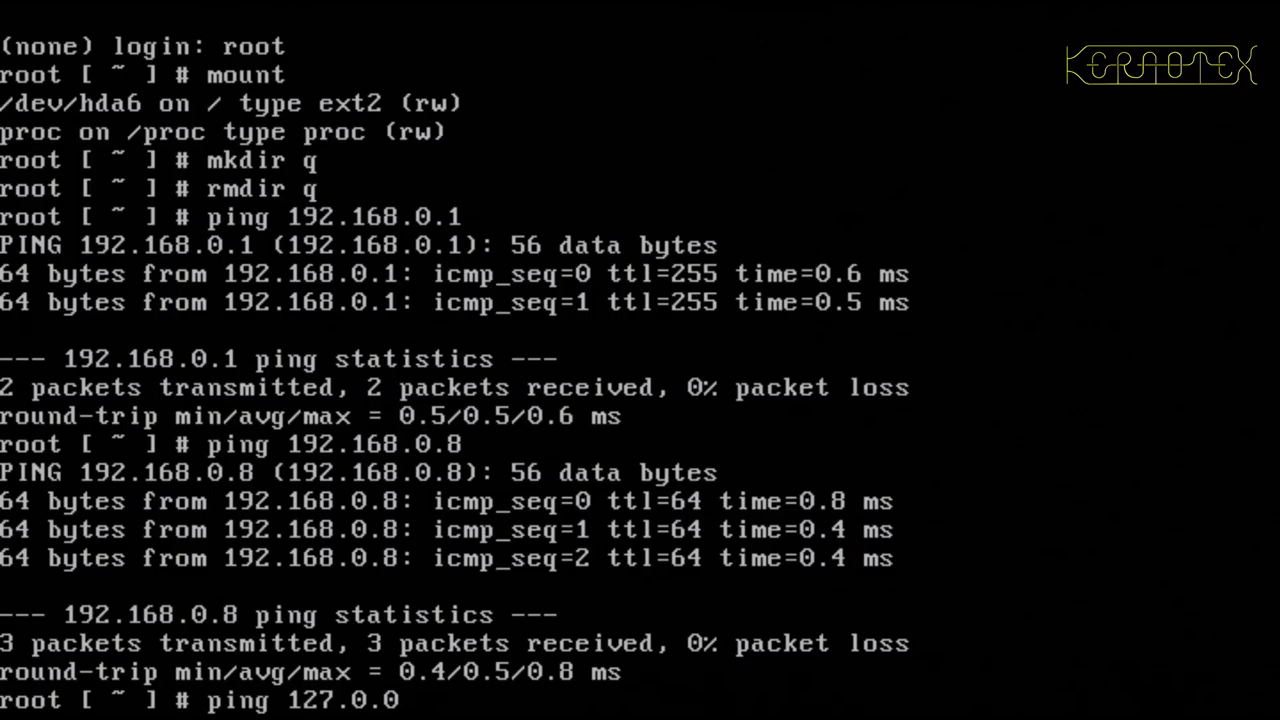 (none) login: root
KERNOTEX
root [ ~ ] # mount
/dev/hda6 on / type ext2 (rw)
proc on /proc type proc (rw)
root [ ~ ] # mkdir q
root [ ~ ] # rmdir q
root [ ~ ] # ping 192.168.0.1
PING 192.168.0.1 (192.168.0.1): 56 data bytes
64 bytes from 192.168.0.1: icmp_seq=0 ttl=255 time=0.6 ms
64 bytes from 192.168.0.1: icmp_seq=1 ttl=255 time=0.5 ms
--- 192.168.0.1 ping statistics ---
2 packets transmitted, 2 packets received, 0% packet loss
round-trip min/avg/max = 0.5/0.5/0.6 ms
root [ ~ ] # ping 192.168.0.8
PING 192.168.0.8 (192.168.0.8): 56 data bytes
64 bytes from 192.168.0.8: icmp_seq=0 ttl=64 time=0.8 ms
64 bytes from 192.168.0.8: icmp_seq=1 ttl=64 time=0.4 ms
64 bytes from 192.168.0.8: icmp_seq=2 ttl=64 time=0.4 ms
--- 192.168.0.8 ping statistics ---
3 packets transmitted, 3 packets received, 0% packet loss
round-trip min/avg/max = 0.4/0.5/0.8 ms
root [ ~ ] # ping 127.0.0